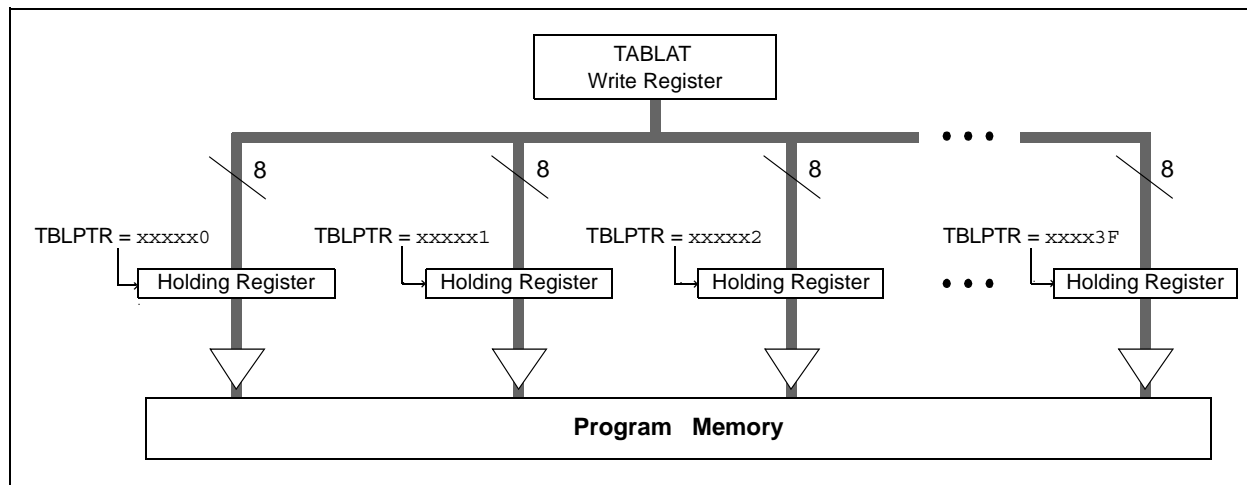 TABLAT
Write Register
• • •
8
8
8
8
TBLPTR = xxxxx0
TBLPTR = xxxxx1
TBLPTR = xxxxx2
TBLPTR = xxxx3F
Holding Register
Holding Register
Holding Register
• • •
Holding Register
Program Memory